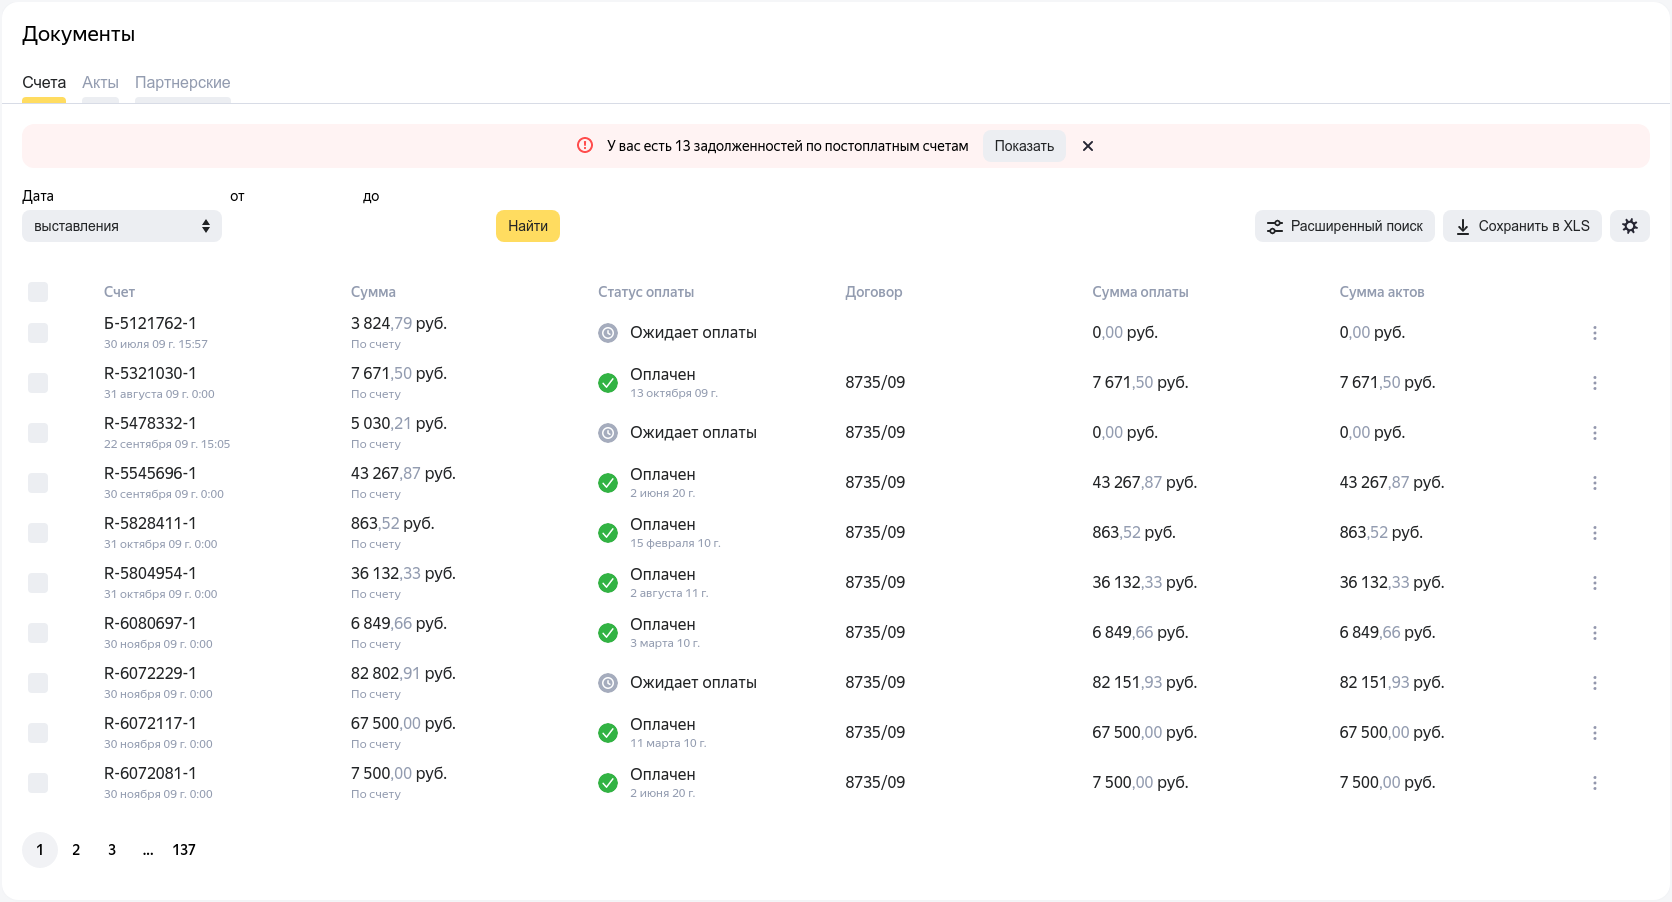 Документы
Счета Акты Партнерские
У вас есть 13 задолженностей по постоплатным счетам Показать
Дата от до
выставления Найти Расширенный поиск Сохранить в XLS
Счет Сумма Статус оплаты Договор Сумма оплаты Сумма актов
Б-5121762-1 3 824,79 руб. Ожидает оплаты 0,00 руб. 0,00 руб.
30 июля 09 г. 15:57 По счету
R-5321030-1 7 671,50 руб. Оплачен 8735/09 7 671,50 руб. 7 671,50 руб.
31 августа 09 г. 0:00 По счету 13 октября 09 г.
R-5478332-1 5 030,21 руб. Ожидает оплаты 8735/09 0,00 руб. 0,00 руб.
22 сентября 09 г. 15:05 По счету
R-5545696-1 43 267,87 руб. Оплачен 8735/09 43 267,87 руб. 43 267,87 руб.
30 сентября 09 г. 0:00 По счету 2 июня 20 г.
R-5828411-1 863,52 руб. Оплачен 8735/09 863,52 руб. 863,52 руб.
31 октября 09 г. 0:00 По счету 15 февраля 10 г.
R-5804954-1 36 132,33 руб. Оплачен 8735/09 36 132,33 руб. 36 132,33 руб.
31 октября 09 г. 0:00 По счету 2 августа 11 г.
R-6080697-1 6 849,66 руб. Оплачен 8735/09 6 849,66 руб. 6 849,66 руб.
30 ноября 09 г. 0:00 По счету 3 марта 10 г.
R-6072229-1 82 802,91 руб. Ожидает оплаты 8735/09 82 151,93 руб. 82 151,93 руб.
30 ноября 09 г. 0:00 По счету
R-6072117-1 67 500,00 руб. Оплачен 8735/09 67 500,00 руб. 67 500,00 руб.
30 ноября 09 г. 0:00 По счету 11 марта 10 г.
R-6072081-1 7 500,00 руб. Оплачен 8735/09 7 500,00 руб. 7 500,00 руб.
30 ноября 09 г. 0:00 По счету 2 июня 20 г.
1 2 3 ... 137